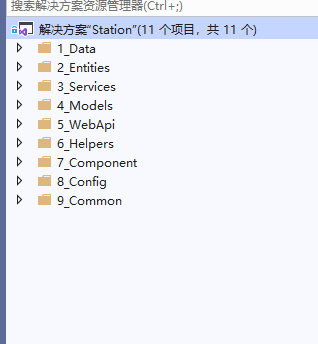 搜索解决方案资源管理器(Ctrl+;)
解决方案"Station"(11 个项目，共 11 个)
1_Data
2_Entities
3_Services
4_Models
5_WebApi
6_Helpers
7_Component
8_Config
9_Common